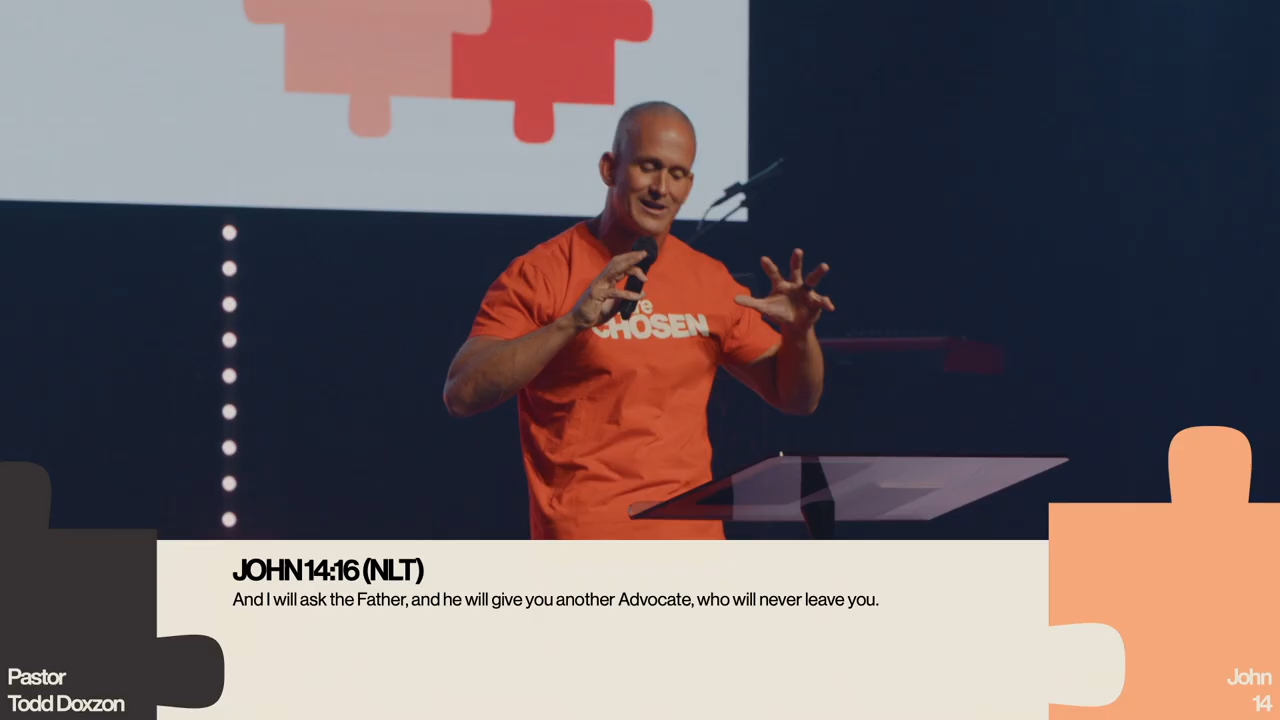 CHOSEN
JOHN 14:16 (NLT)
And I will ask the Father, and he will give you another Advocate, who will never leave you.
Pastor
Todd Doxzon
John
14